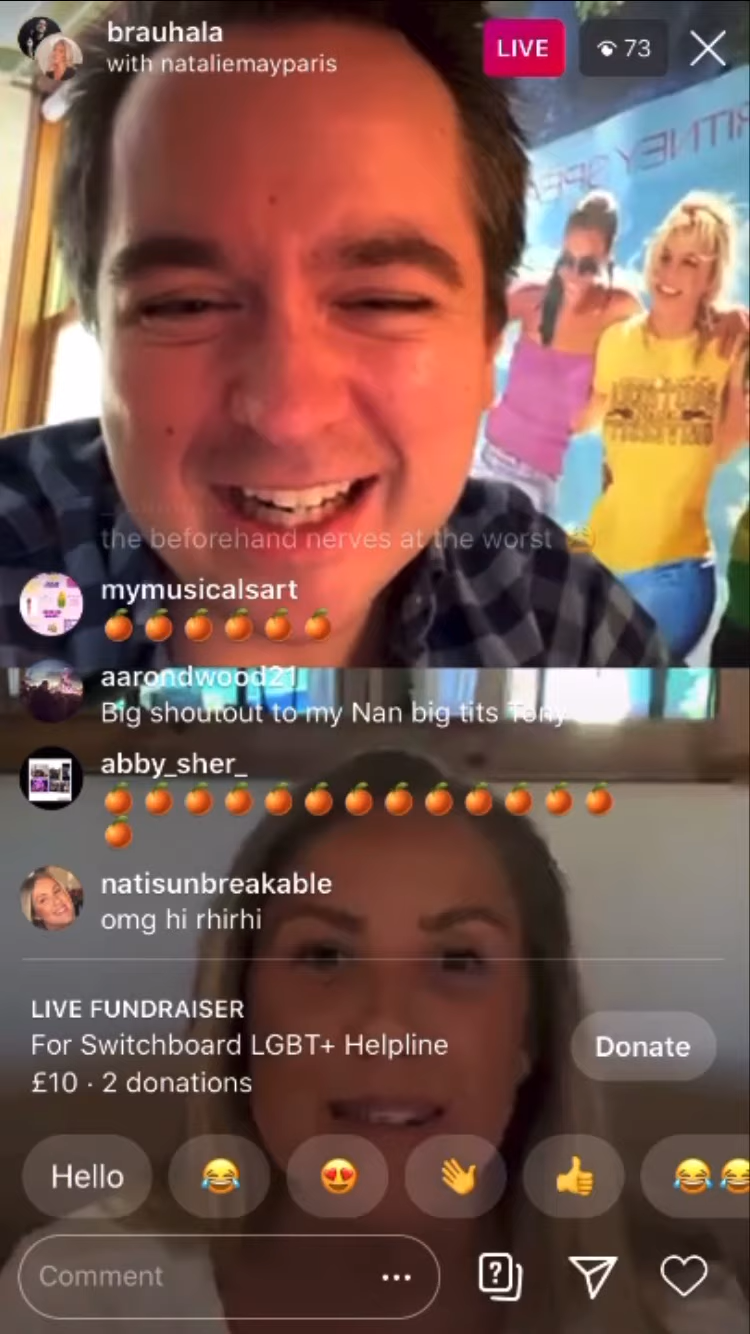 brauhala
with nataliemayparis
LIVE
73
BRITNEY SPEA
the beforehand nerves at the worst 😩
mymusicalsart
🍊🍊🍊🍊🍊🍊
aarondwood21
Big shoutout to my Nan big tits Tony
abby_sher_
🍊🍊🍊🍊🍊🍊🍊🍊🍊🍊🍊🍊🍊
🍊
natisunbreakable
omg hi rhirhi
LIVE FUNDRAISER
For Switchboard LGBT+ Helpline
£10 · 2 donations
Donate
Hello
😂
😍
👋
👍
😂😂
Comment